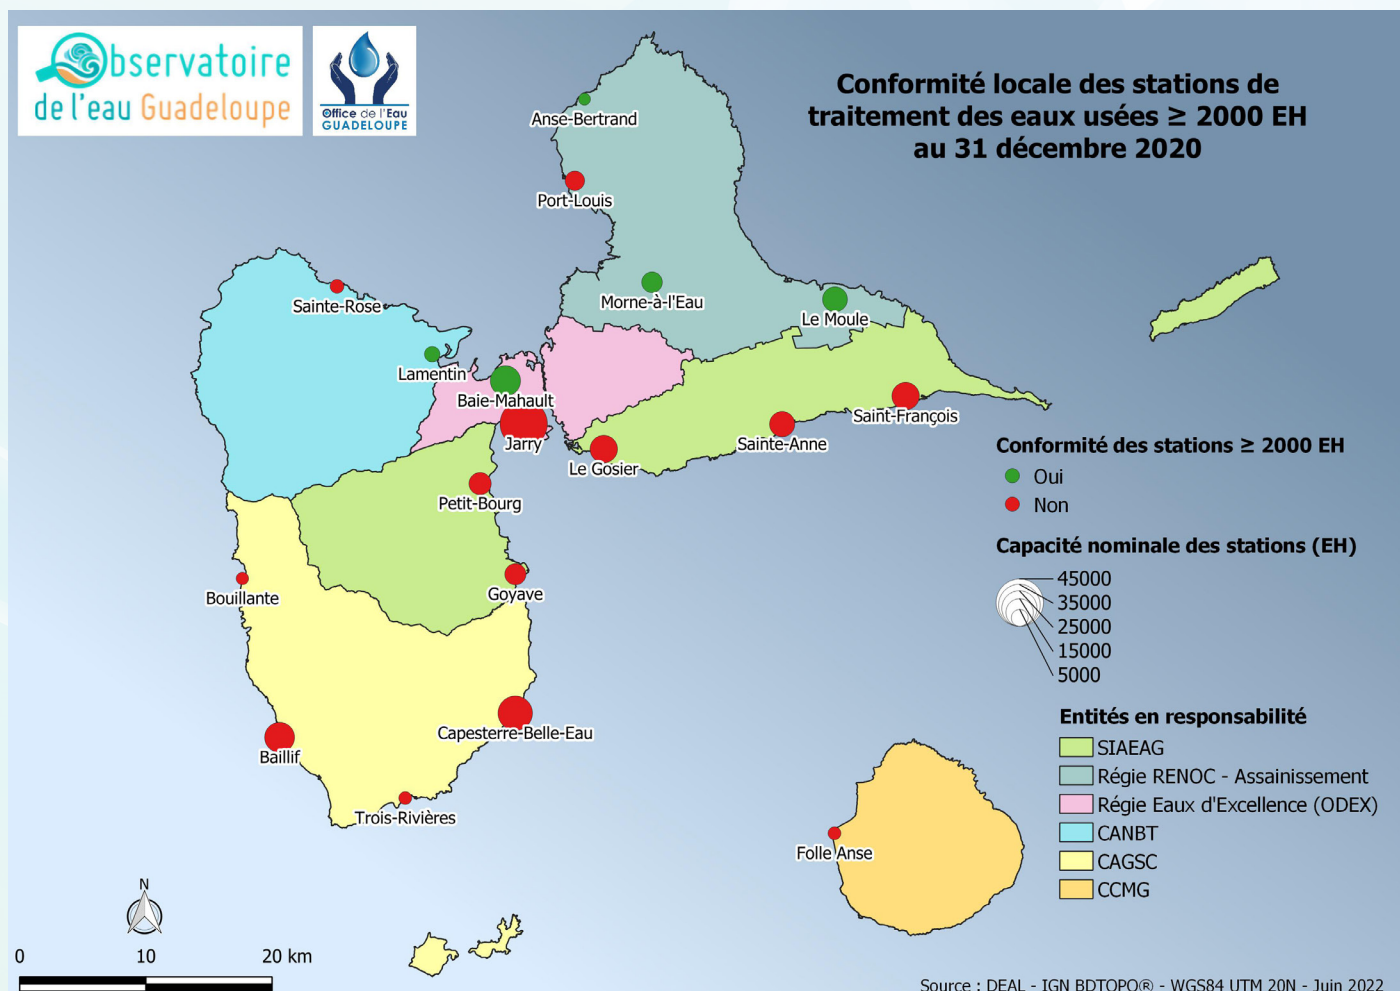 Observatoire
de l'eau Guadeloupe
Office de l'Eau
GUADELOUPE
Conformité locale des stations de
traitement des eaux usées ≥ 2000 EH
au 31 décembre 2020
Anse-Bertrand
Port-Louis
Sainte-Rose
Morne-à-l'Eau
Le Moule
Lamentin
Baie-Mahault
Jarry
Saint-François
Sainte-Anne
Le Gosier
Petit-Bourg
Bouillante
Goyave
Capesterre-Belle-Eau
Baillif
Trois-Rivières
Folle Anse
Conformité des stations ≥ 2000 EH
Oui
Non
Capacité nominale des stations (EH)
45000
35000
25000
15000
5000
Entités en responsabilité
SIAEAG
Régie RENOC - Assainissement
Régie Eaux d'Excellence (ODEX)
CANBT
CAGSC
CCMG
N
0 10 20 km
Source : DEAL - IGN BDTOPO® - WGS84 UTM 20N - Juin 2022